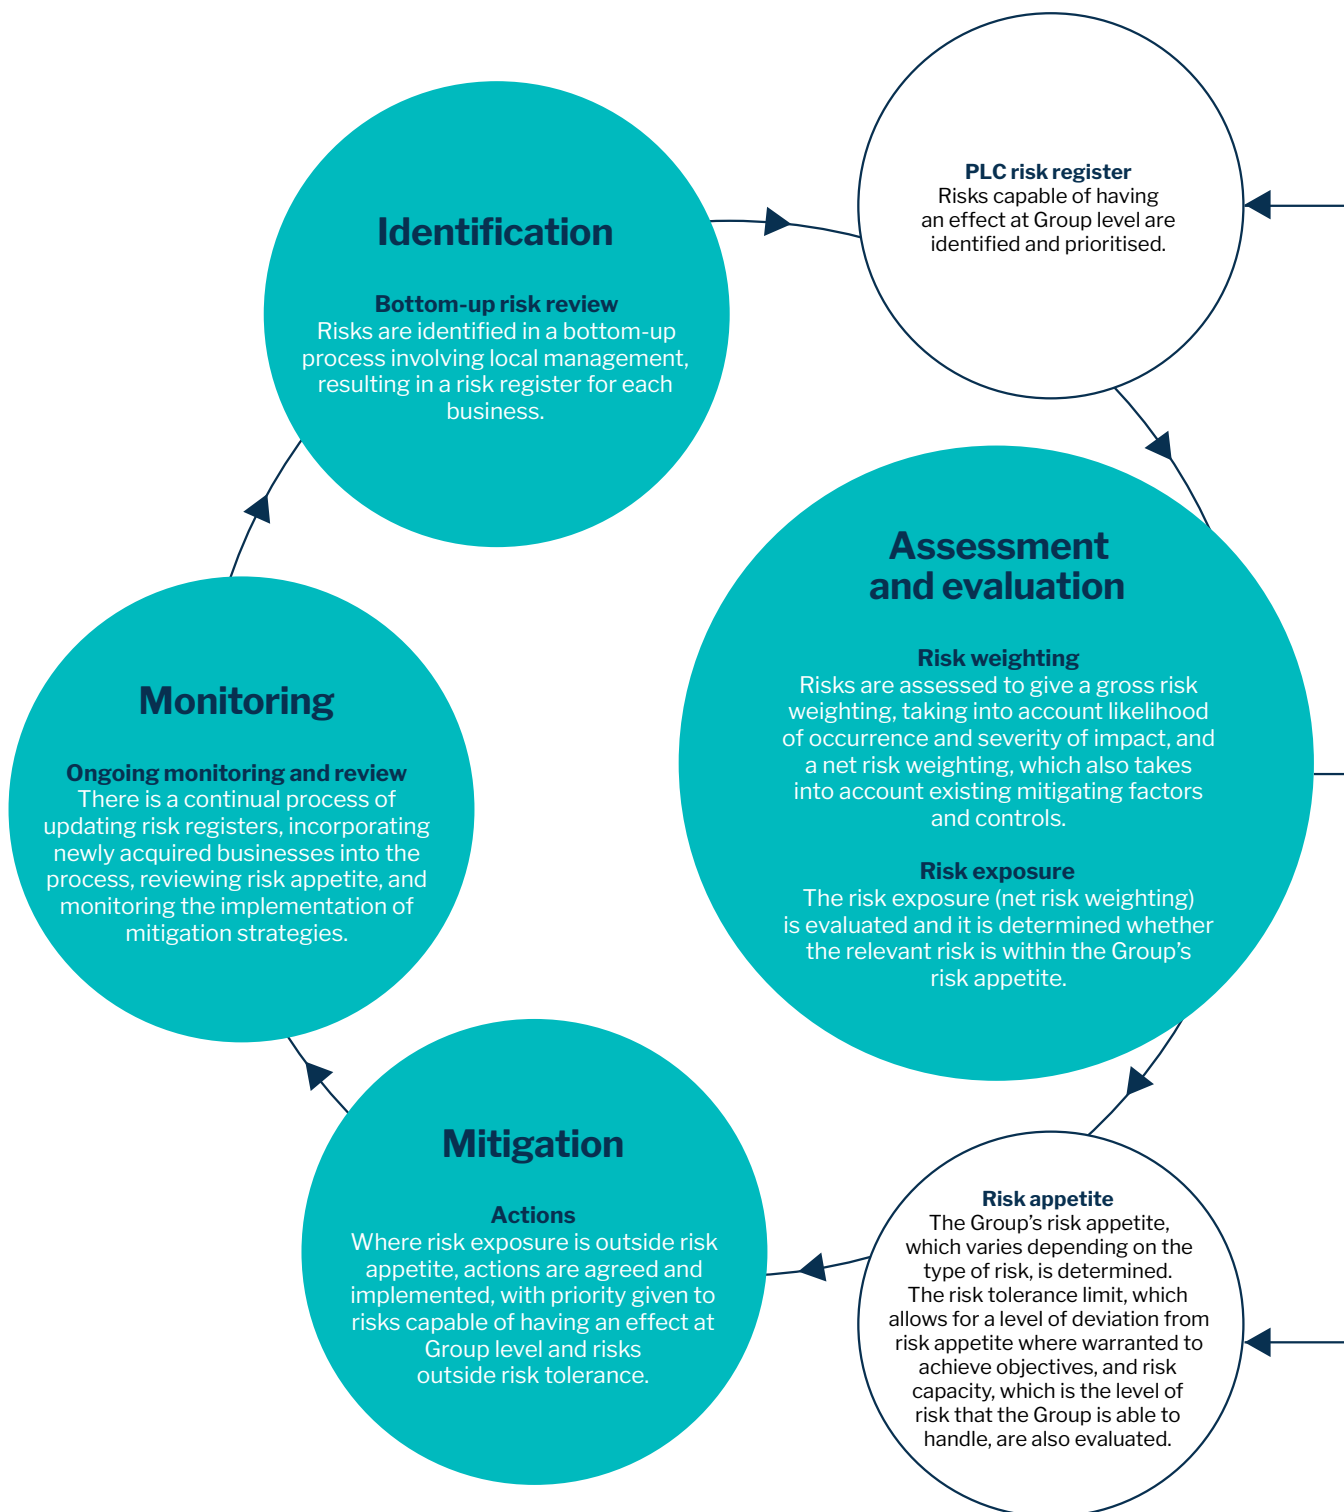 Identification
Bottom-up risk review
Risks are identified in a bottom-up
process involving local management,
resulting in a risk register for each
business.
PLC risk register
Risks capable of having
an effect at Group level are
identified and prioritised.
Assessment
and evaluation
Risk weighting
Risks are assessed to give a gross risk
weighting, taking into account likelihood
of occurrence and severity of impact, and
a net risk weighting, which also takes
into account existing mitigating factors
and controls.
Risk exposure
The risk exposure (net risk weighting)
is evaluated and it is determined whether
the relevant risk is within the Group’s
risk appetite.
Risk appetite
The Group’s risk appetite,
which varies depending on the
type of risk, is determined.
The risk tolerance limit, which
allows for a level of deviation from
risk appetite where warranted to
achieve objectives, and risk
capacity, which is the level of
risk that the Group is able to
handle, are also evaluated.
Mitigation
Actions
Where risk exposure is outside risk
appetite, actions are agreed and
implemented, with priority given to
risks capable of having an effect at
Group level and risks
outside risk tolerance.
Monitoring
Ongoing monitoring and review
There is a continual process of
updating risk registers, incorporating
newly acquired businesses into the
process, reviewing risk appetite, and
monitoring the implementation of
mitigation strategies.